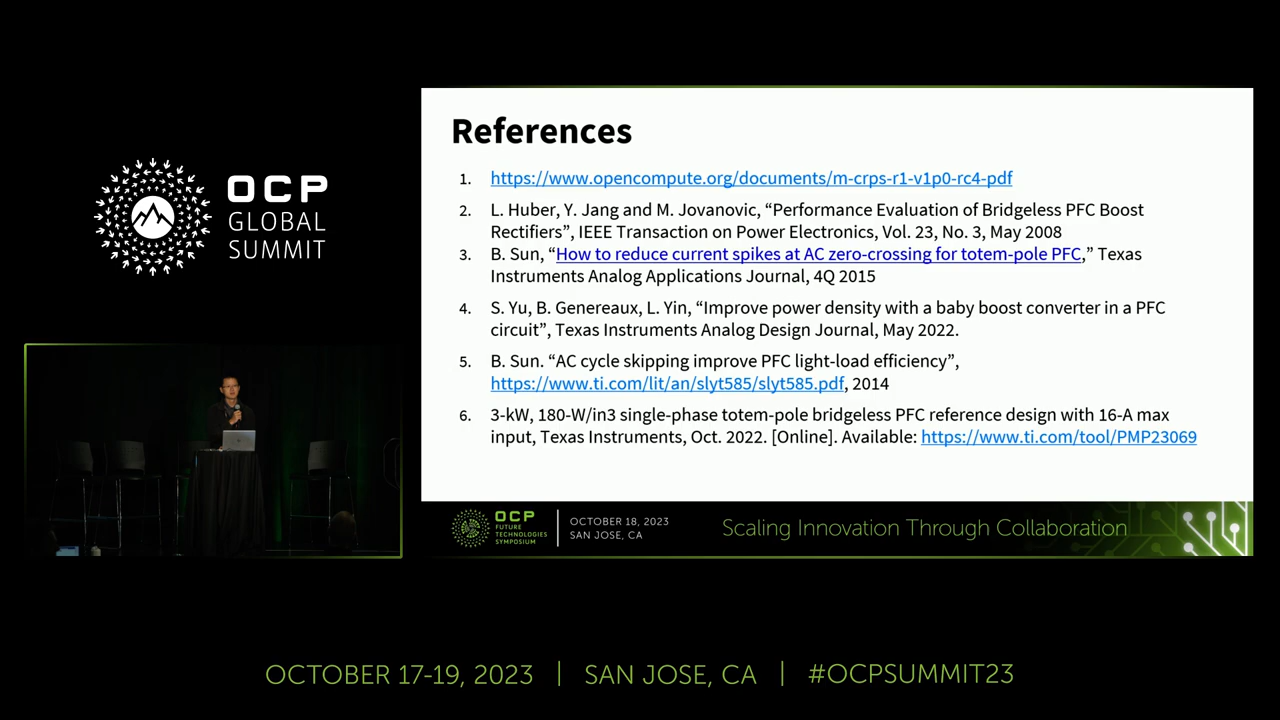 OCP
GLOBAL
SUMMIT
References
1. https://www.opencompute.org/documents/m-crps-r1-v1p0-rc4-pdf
2. L. Huber, Y. Jang and M. Jovanovic, “Performance Evaluation of Bridgeless PFC Boost
Rectifiers”, IEEE Transaction on Power Electronics, Vol. 23, No. 3, May 2008
3. B. Sun, “How to reduce current spikes at AC zero-crossing for totem-pole PFC,” Texas
Instruments Analog Applications Journal, 4Q 2015
4. S. Yu, B. Genereaux, L. Yin, “Improve power density with a baby boost converter in a PFC
circuit”, Texas Instruments Analog Design Journal, May 2022.
5. B. Sun. “AC cycle skipping improve PFC light-load efficiency”,
https://www.ti.com/lit/an/slyt585/slyt585.pdf, 2014
6. 3-kW, 180-W/in3 single-phase totem-pole bridgeless PFC reference design with 16-A max
input, Texas Instruments, Oct. 2022. [Online]. Available: https://www.ti.com/tool/PMP23069
OCP
FUTURE
TECHNOLOGIES
SYMPOSIUM
OCTOBER 18, 2023
SAN JOSE, CA
Scaling Innovation Through Collaboration
OCTOBER 17-19, 2023 | SAN JOSE, CA | #OCPSUMMIT23